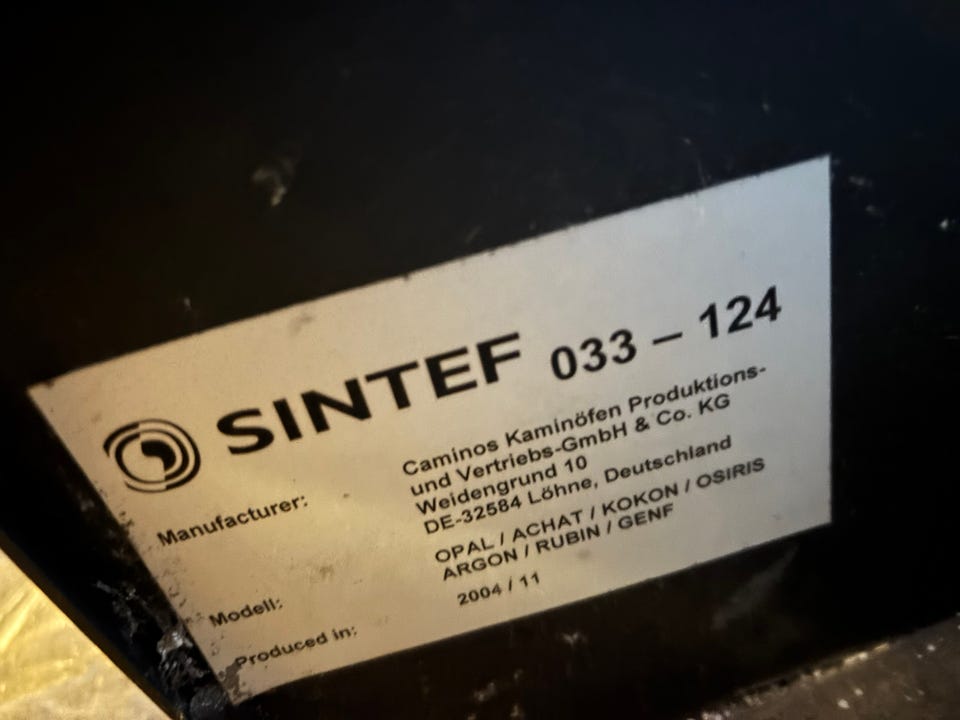 SINTEF 033 – 124
Manufacturer:
Caminos Kaminöfen Produktions-
und Vertriebs-GmbH & Co. KG
Weidengrund 10
DE-32584 Löhne, Deutschland
Modell:
OPAL / ACHAT / KOKON / OSIRIS
ARGON / RUBIN / GENF
Produced in:
2004 / 11